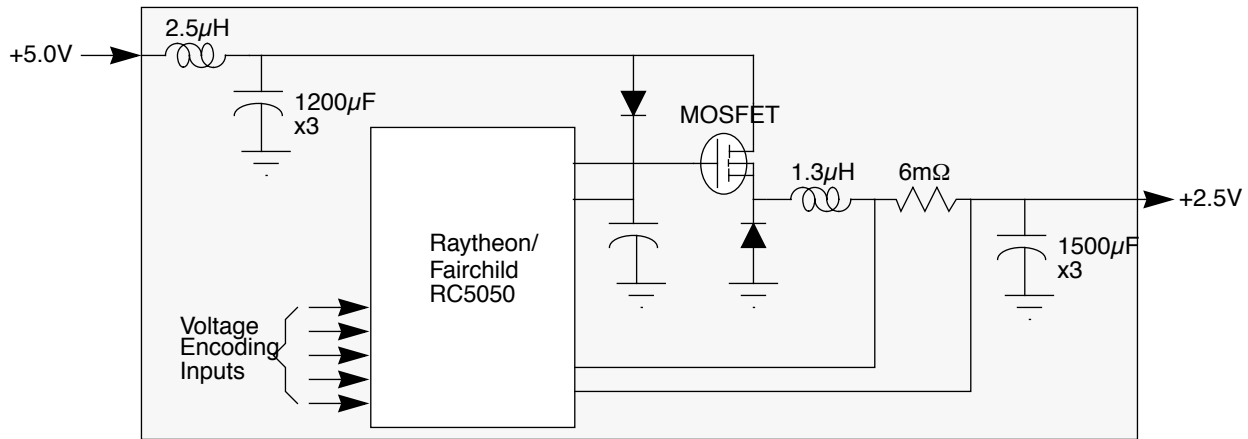 2.5µH
+5.0V
1200µF
x3
MOSFET
1.3µH
6mΩ
+2.5V
1500µF
x3
Raytheon/
Fairchild
RC5050
Voltage
Encoding
Inputs